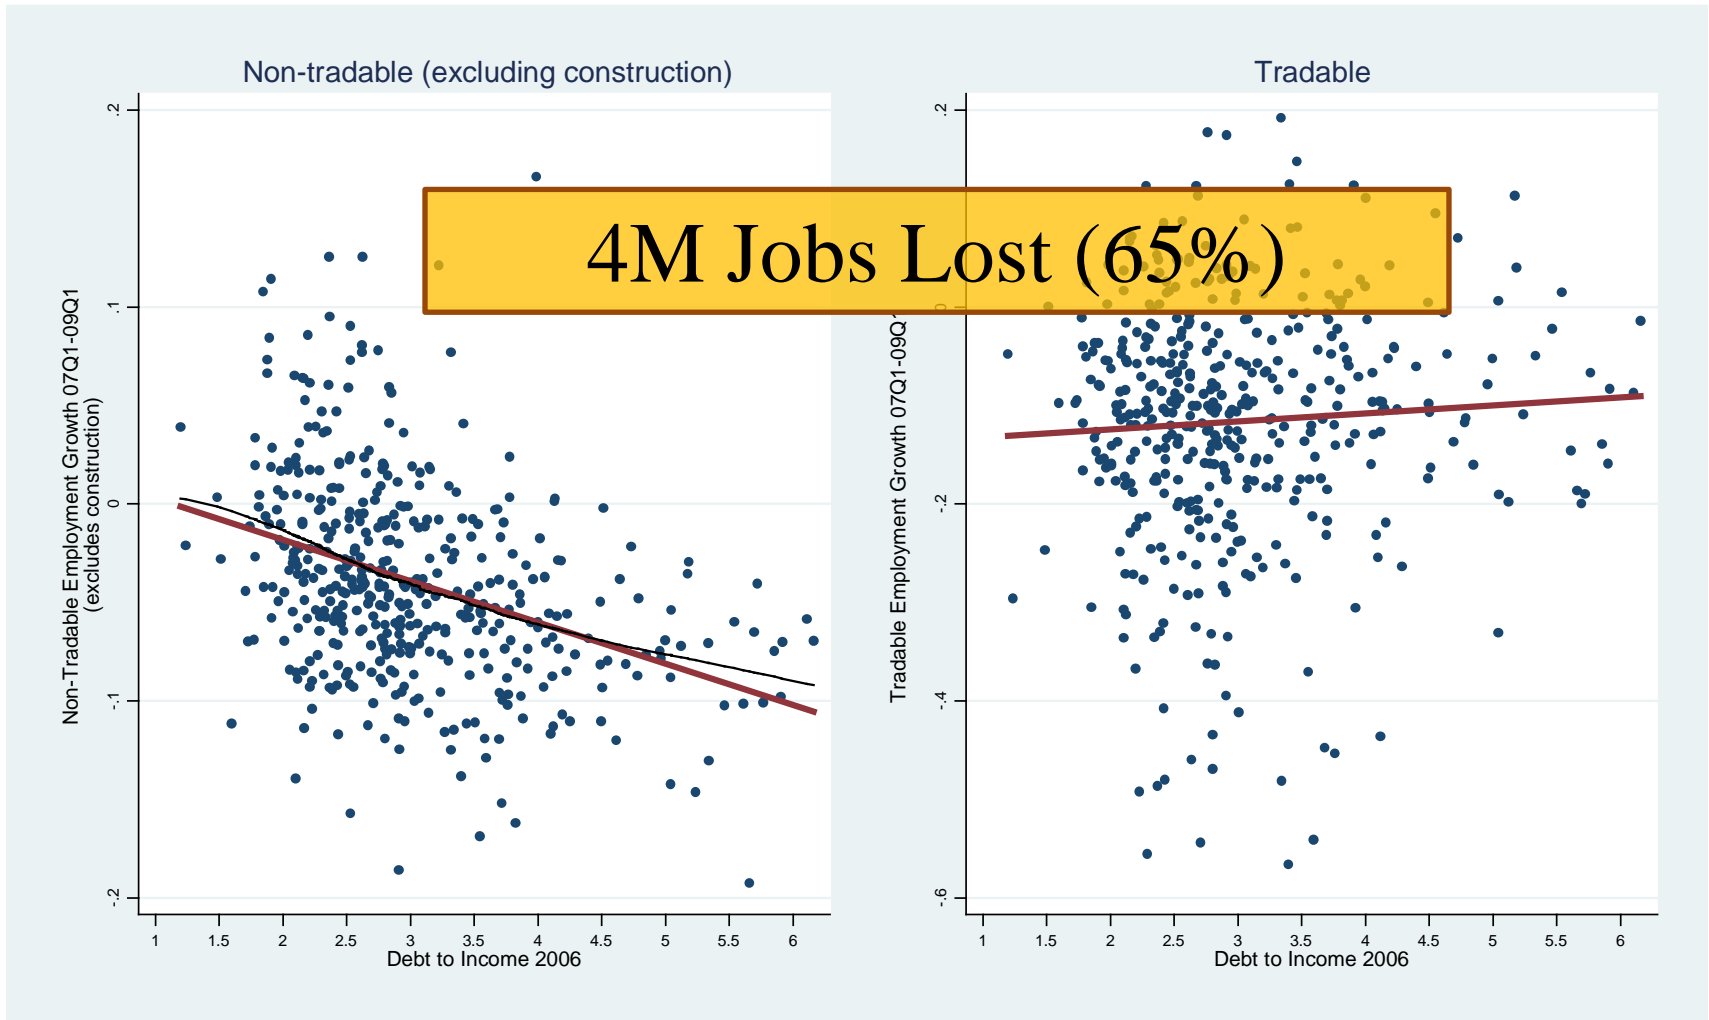 Non-tradable (excluding construction)
Tradable
4M Jobs Lost (65%)
Non-Tradable Employment Growth 07Q1-09Q1
(excludes construction)
.2
.1
0
-.1
-.2
1 1.5 2 2.5 3 3.5 4 4.5 5 5.5 6
Debt to Income 2006
Tradable Employment Growth 07Q1-09Q1
.2
0
-.2
-.4
-.6
1 1.5 2 2.5 3 3.5 4 4.5 5 5.5 6
Debt to Income 2006